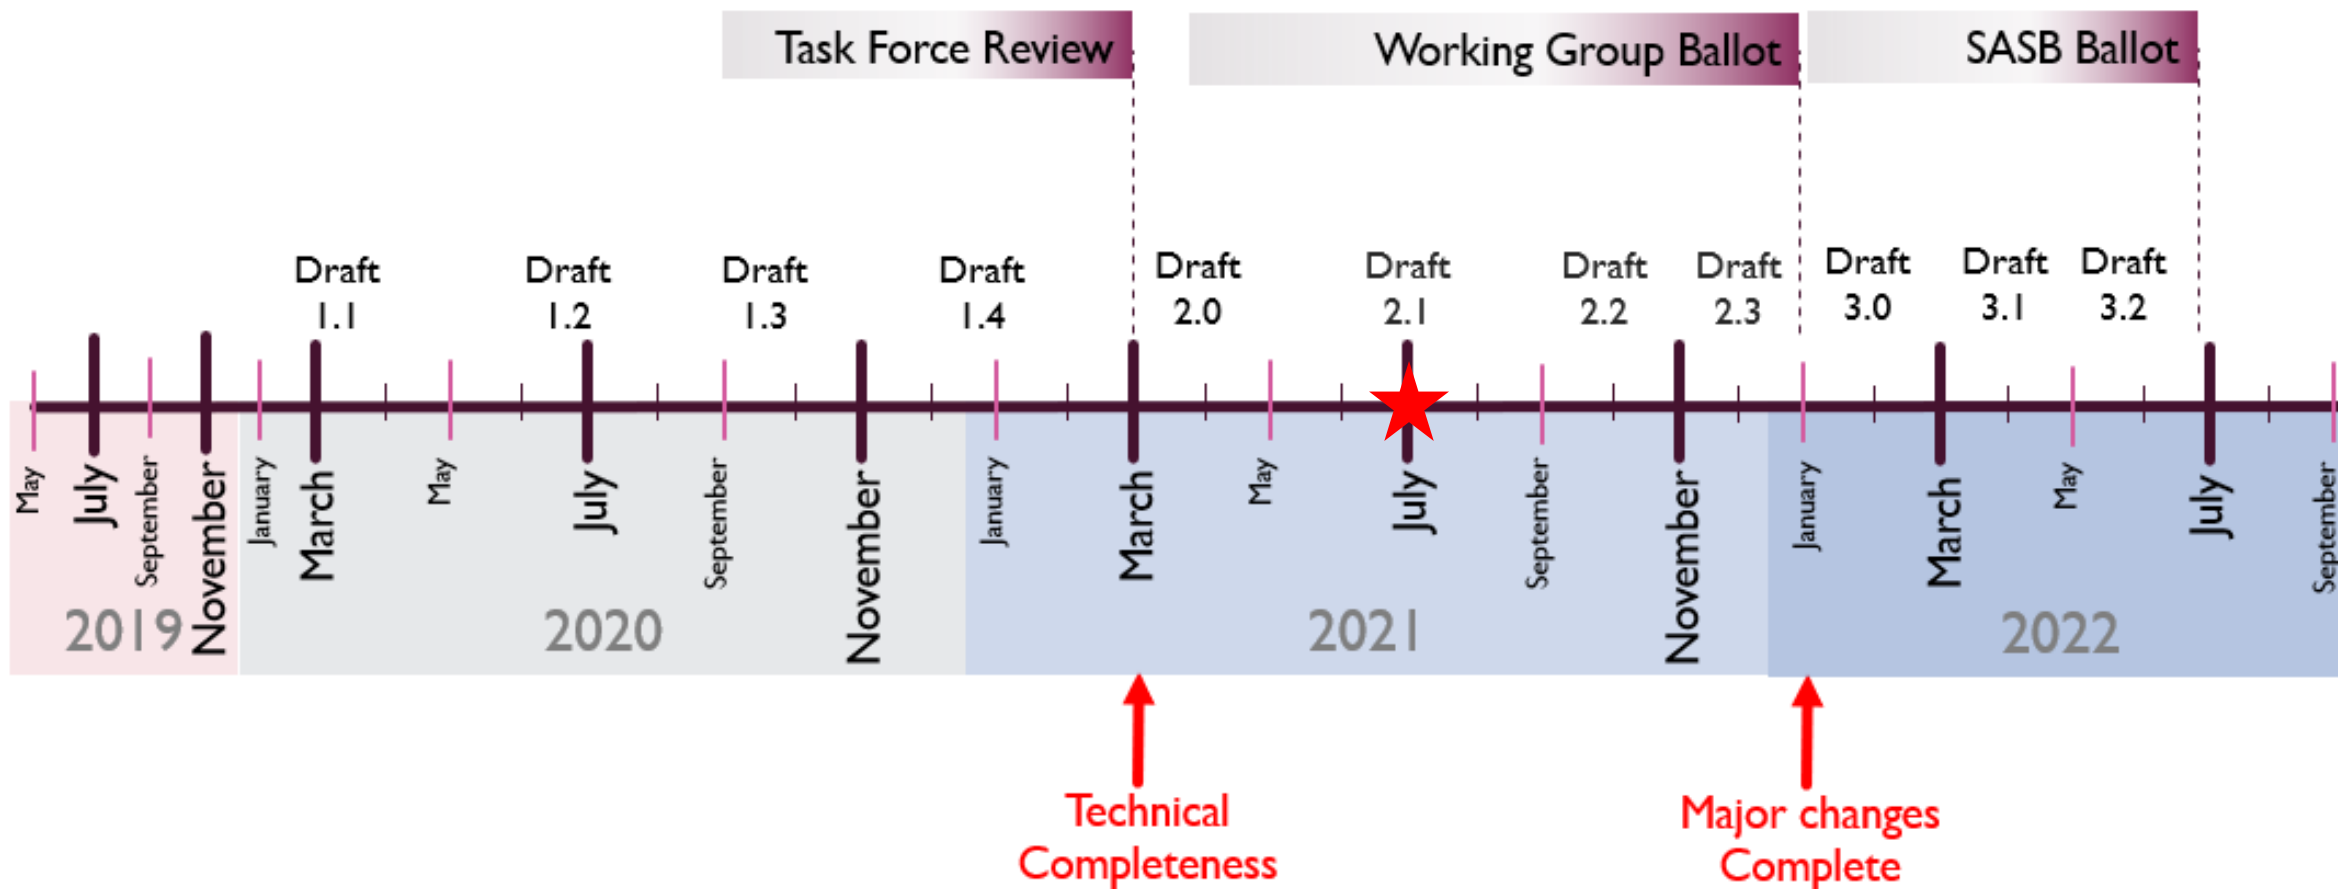 Task Force Review
Working Group Ballot
SASB Ballot
Draft
1.1
Draft
1.2
Draft
1.3
Draft
1.4
Draft
2.0
Draft
2.1
Draft
2.2
Draft
2.3
Draft
3.0
Draft
3.1
Draft
3.2
May
July
September
November
January
March
May
July
September
November
January
March
May
July
September
November
January
March
May
July
September
2019
2020
2021
2022
Technical
Completeness
Major changes
Complete